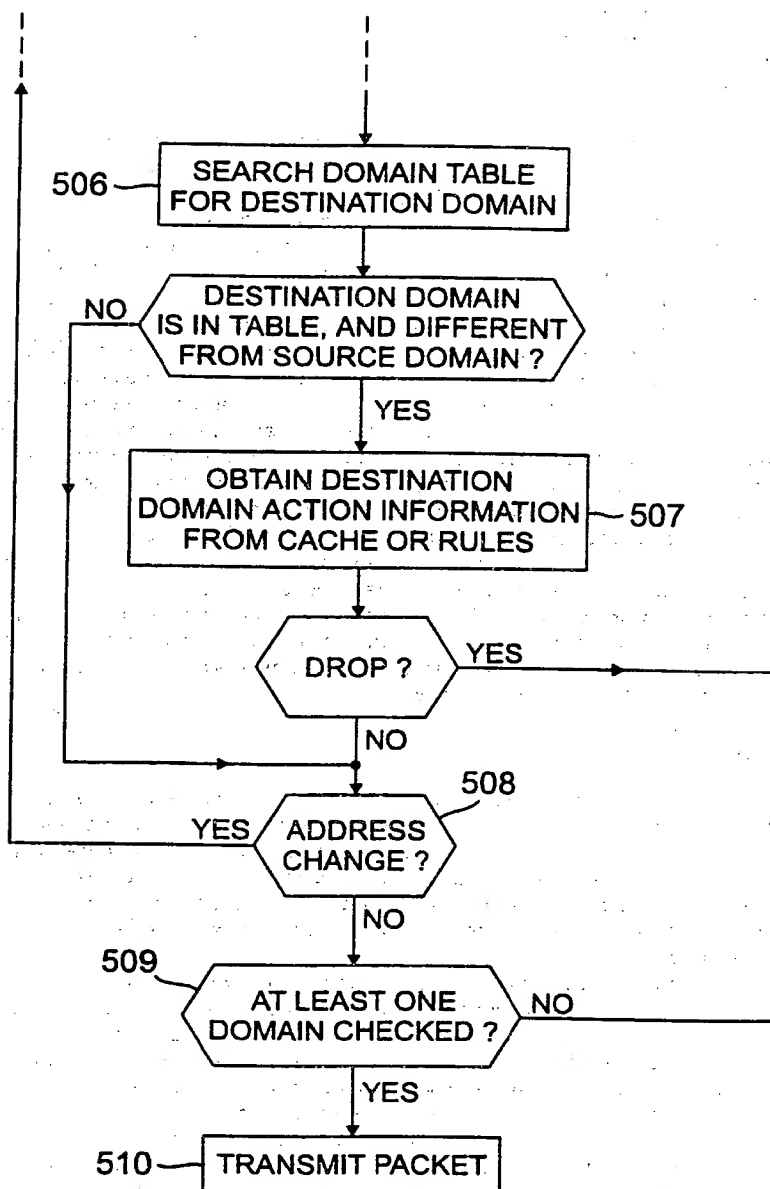 506
SEARCH DOMAIN TABLE
FOR DESTINATION DOMAIN
NO
DESTINATION DOMAIN
IS IN TABLE, AND DIFFERENT
FROM SOURCE DOMAIN ?
YES
OBTAIN DESTINATION
DOMAIN ACTION INFORMATION
FROM CACHE OR RULES
507
DROP ?
YES
NO
508
YES
ADDRESS
CHANGE ?
NO
509
AT LEAST ONE
DOMAIN CHECKED ?
NO
YES
510
TRANSMIT PACKET